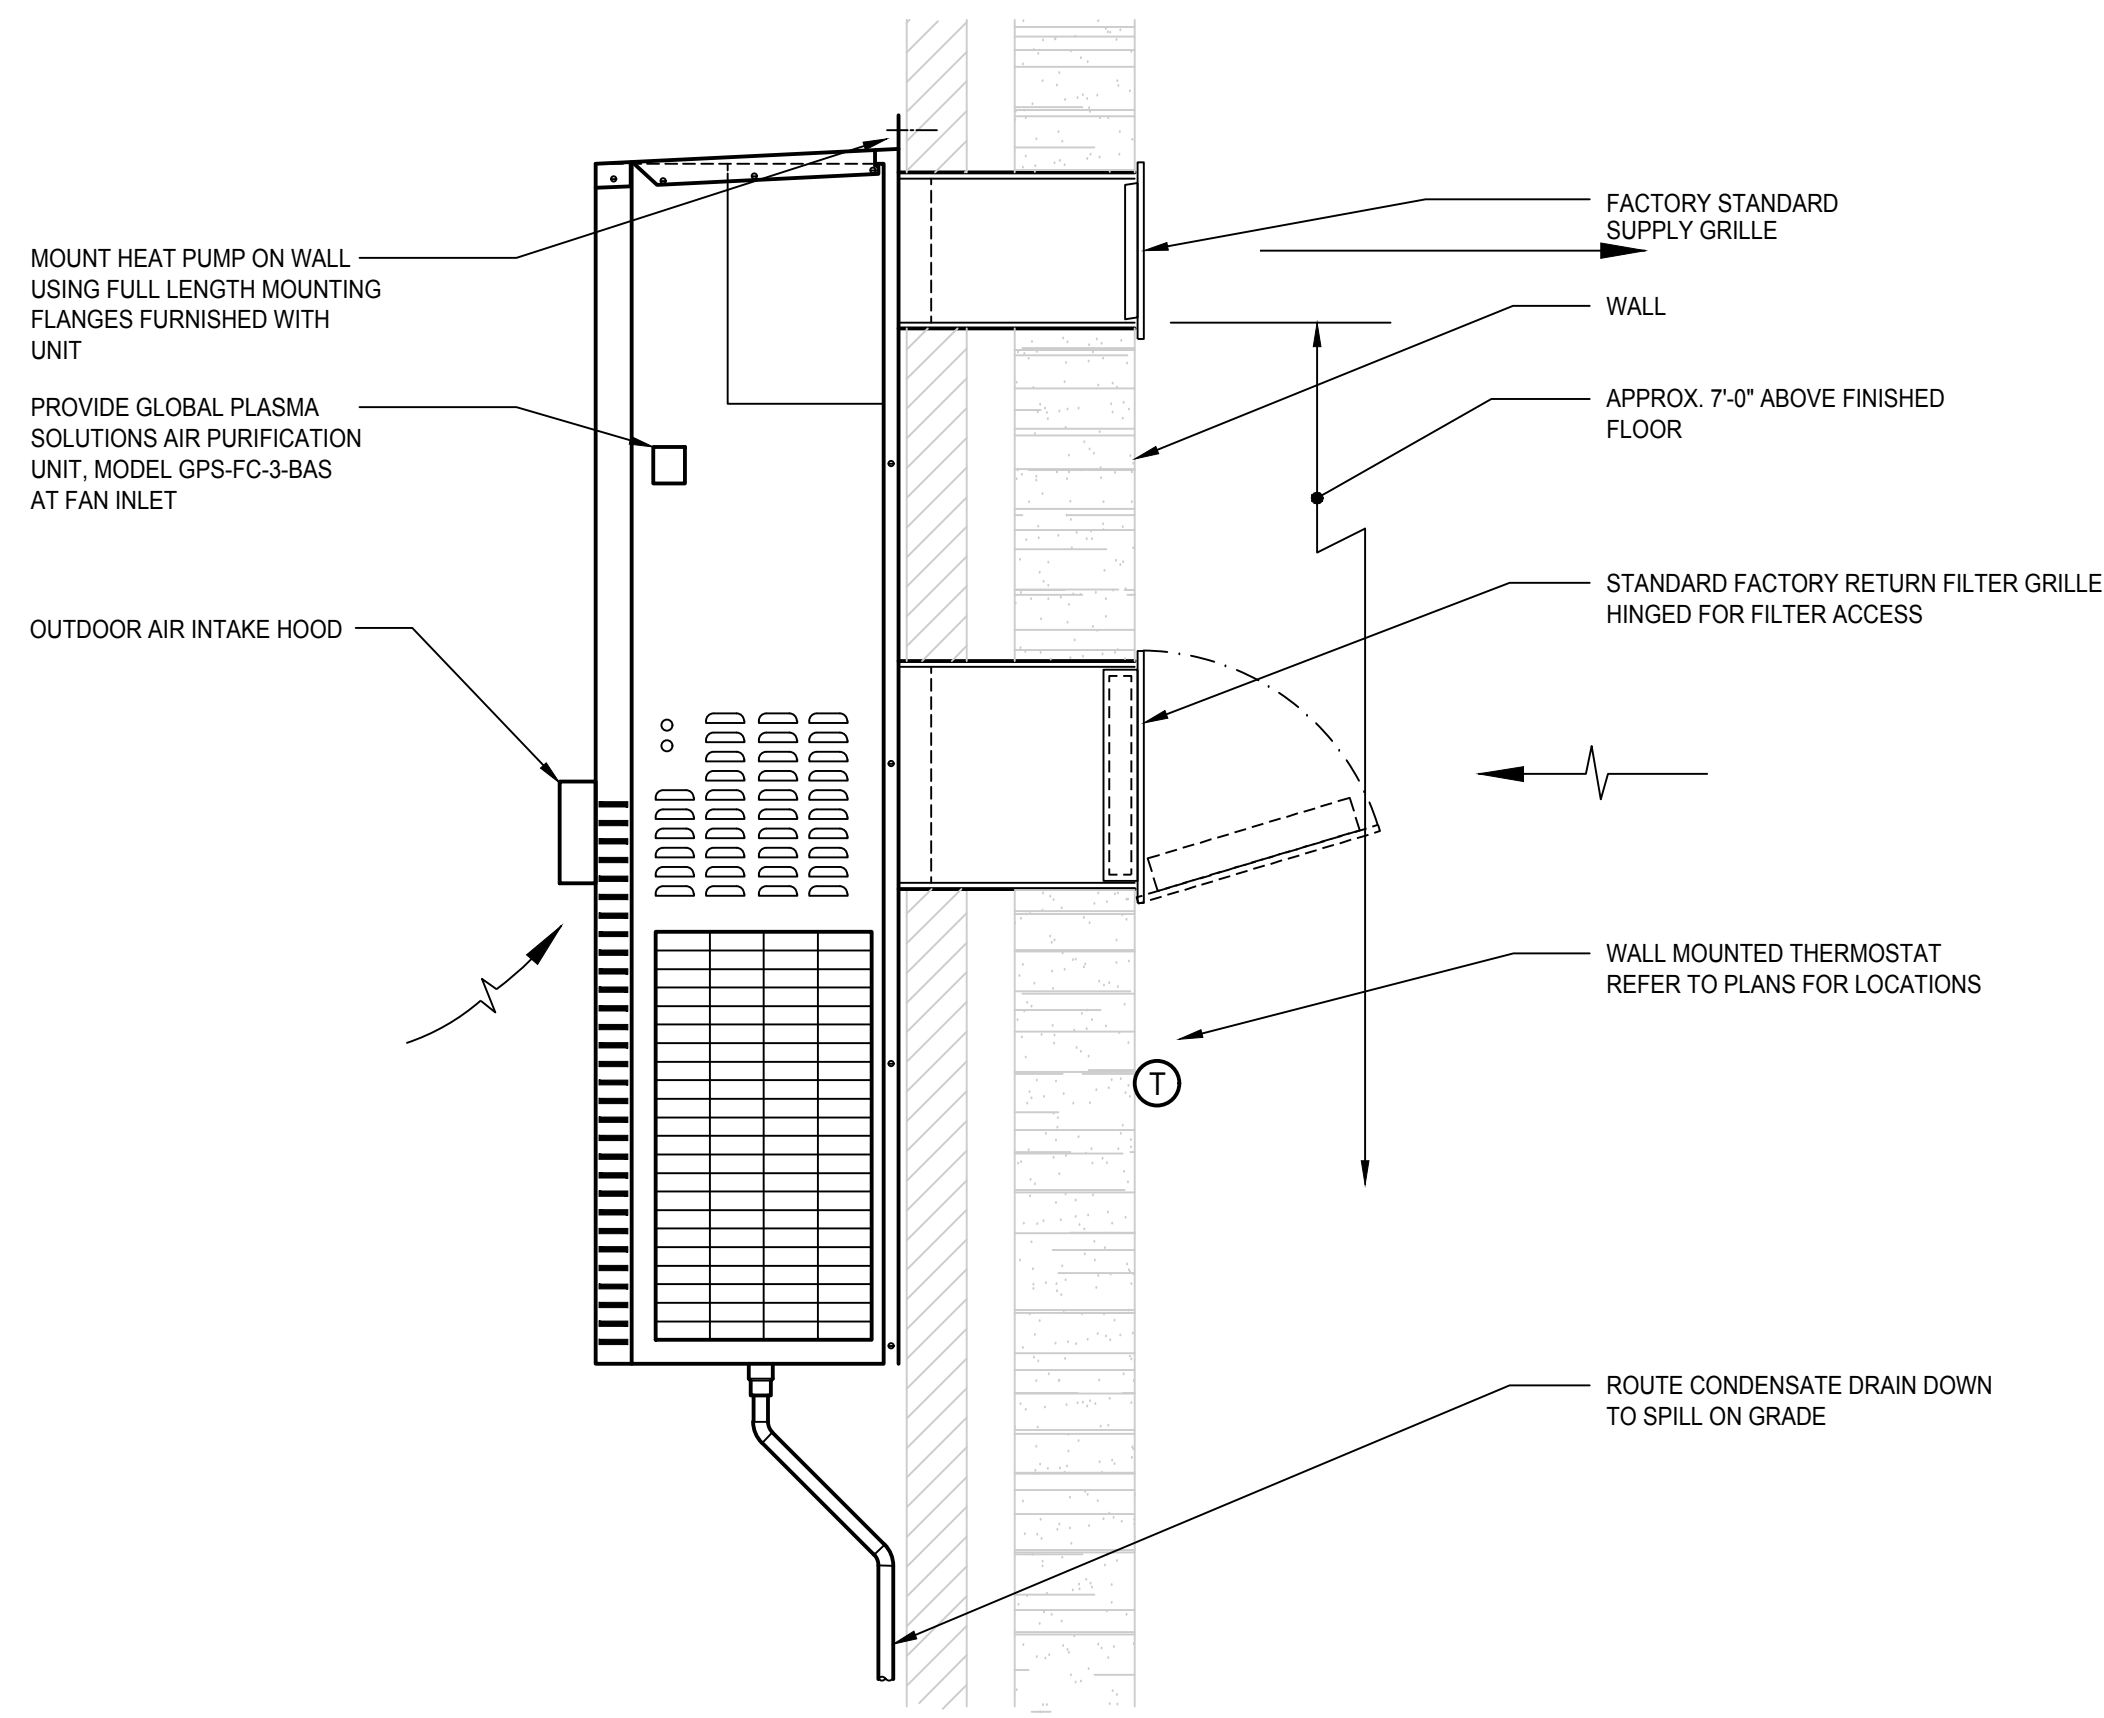 MOUNT HEAT PUMP ON WALL
USING FULL LENGTH MOUNTING
FLANGES FURNISHED WITH
UNIT
PROVIDE GLOBAL PLASMA
SOLUTIONS AIR PURIFICATION
UNIT, MODEL GPS-FC-3-BAS
AT FAN INLET
OUTDOOR AIR INTAKE HOOD
FACTORY STANDARD
SUPPLY GRILLE
WALL
APPROX. 7'-0" ABOVE FINISHED
FLOOR
STANDARD FACTORY RETURN FILTER GRILLE
HINGED FOR FILTER ACCESS
WALL MOUNTED THERMOSTAT
REFER TO PLANS FOR LOCATIONS
T
ROUTE CONDENSATE DRAIN DOWN
TO SPILL ON GRADE